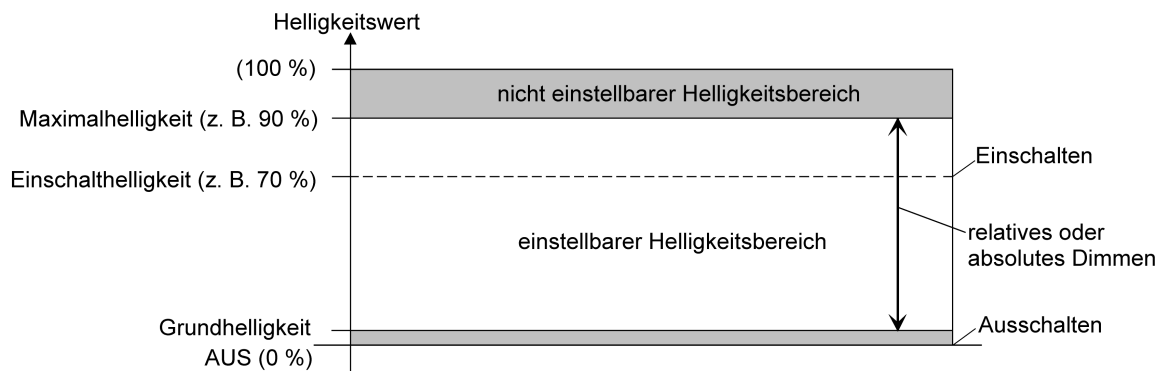 Helligkeitswert
(100 %)
nicht einstellbarer Helligkeitsbereich
Maximalhelligkeit (z. B. 90 %)
Einschalten
Einschalthelligkeit (z. B. 70 %)
relatives oder
absolutes Dimmen
einstellbarer Helligkeitsbereich
Grundhelligkeit
Ausschalten
AUS (0 %)